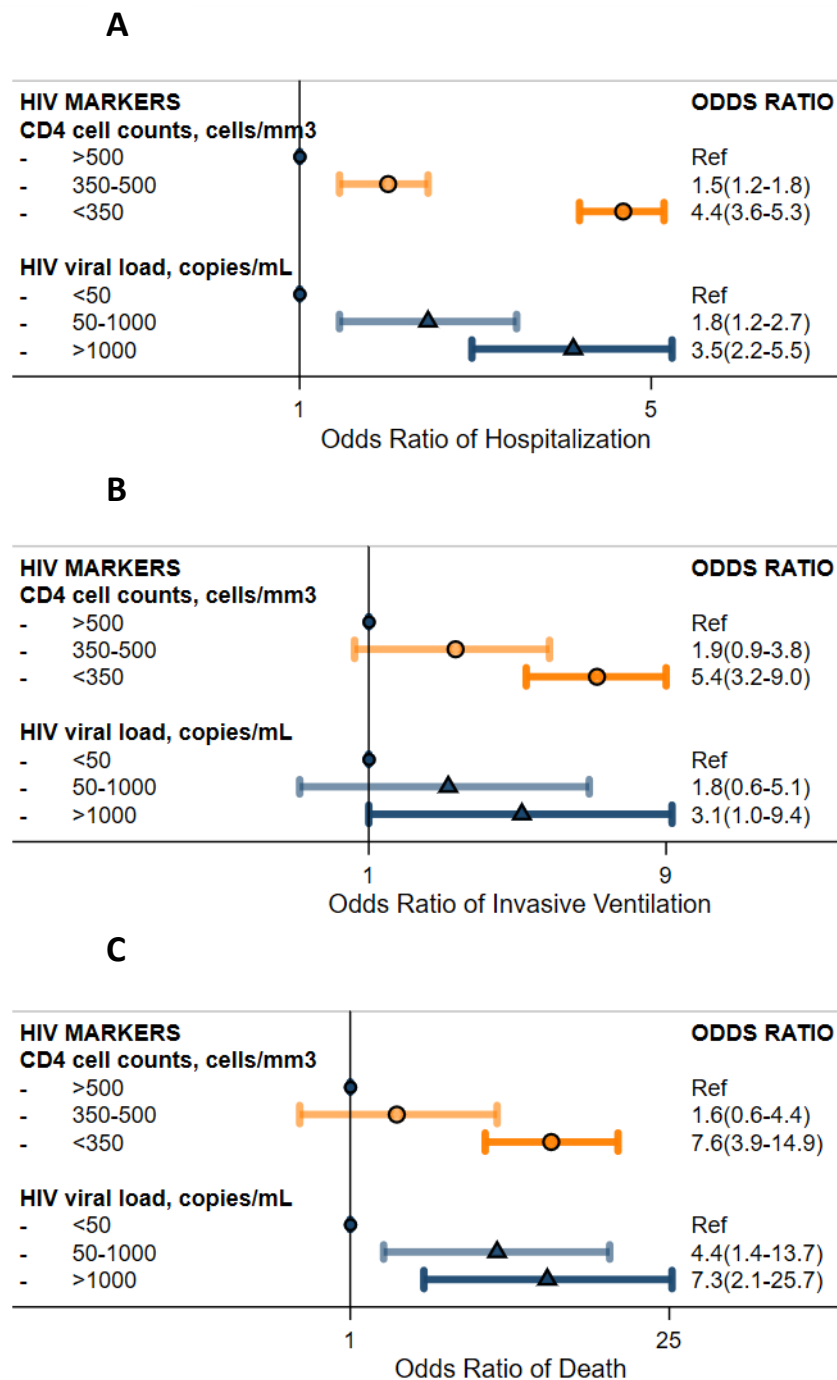 A
HIV MARKERS ODDS RATIO
CD4 cell counts, cells/mm3
- >500 Ref
- 350-500 1.5(1.2-1.8)
- <350 4.4(3.6-5.3)
HIV viral load, copies/mL
- <50 Ref
- 50-1000 1.8(1.2-2.7)
- >1000 3.5(2.2-5.5)
1 5
Odds Ratio of Hospitalization
B
HIV MARKERS ODDS RATIO
CD4 cell counts, cells/mm3
- >500 Ref
- 350-500 1.9(0.9-3.8)
- <350 5.4(3.2-9.0)
HIV viral load, copies/mL
- <50 Ref
- 50-1000 1.8(0.6-5.1)
- >1000 3.1(1.0-9.4)
1 9
Odds Ratio of Invasive Ventilation
C
HIV MARKERS ODDS RATIO
CD4 cell counts, cells/mm3
- >500 Ref
- 350-500 1.6(0.6-4.4)
- <350 7.6(3.9-14.9)
HIV viral load, copies/mL
- <50 Ref
- 50-1000 4.4(1.4-13.7)
- >1000 7.3(2.1-25.7)
1 25
Odds Ratio of Death